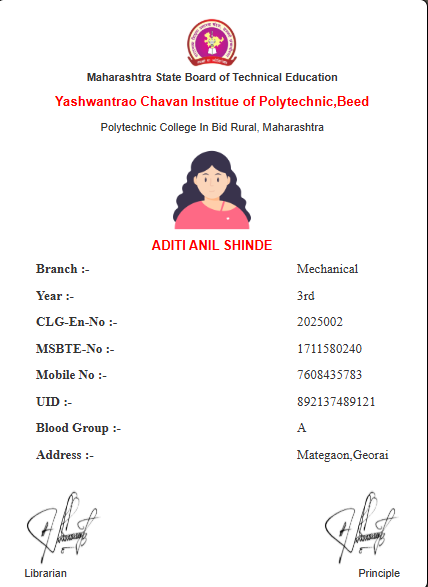 Maharashtra State Board of Technical Education
Yashwantrao Chavan Institue of Polytechnic,Beed
Polytechnic College In Bid Rural, Maharashtra
ADITI ANIL SHINDE
Branch :- Mechanical
Year :- 3rd
CLG-En-No :- 2025002
MSBTE-No :- 1711580240
Mobile No :- 7608435783
UID :- 892137489121
Blood Group :- A
Address :- Mategaon,Georai
Librarian Principle